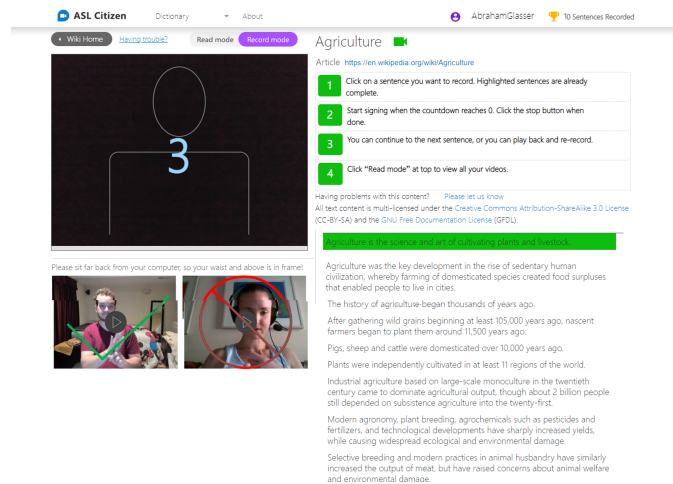 ASL Citizen
Dictionary
About
AbrahamGlasser
10 Sentences Recorded
Wiki Home
Having trouble?
Read mode
Record mode
3
Please sit far back from your computer, so your waist and above is in frame!
Agriculture
Article https://en.wikipedia.org/wiki/Agriculture
1
Click on a sentence you want to record. Highlighted sentences are already
complete.
2
Start signing when the countdown reaches 0. Click the stop button when
done.
3
You can continue to the next sentence, or you can play back and re-record.
4
Click “Read mode” at top to view all your videos.
Having problems with this content? Please let us know
All text content is multi-licensed under the Creative Commons Attribution-ShareAlike 3.0 License
(CC-BY-SA) and the GNU Free Documentation License (GFDL).
Agriculture is the science and art of cultivating plants and livestock.
Agriculture was the key development in the rise of sedentary human
civilization, whereby farming of domesticated species created food surpluses
that enabled people to live in cities.
The history of agriculture began thousands of years ago.
After gathering wild grains beginning at least 105,000 years ago, nascent
farmers began to plant them around 11,500 years ago.
Pigs, sheep and cattle were domesticated over 10,000 years ago.
Plants were independently cultivated in at least 11 regions of the world.
Industrial agriculture based on large-scale monoculture in the twentieth
century came to dominate agricultural output, though about 2 billion people
still depended on subsistence agriculture into the twenty-first.
Modern agronomy, plant breeding, agrochemicals such as pesticides and
fertilizers, and technological developments have sharply increased yields,
while causing widespread ecological and environmental damage.
Selective breeding and modern practices in animal husbandry have similarly
increased the output of meat, but have raised concerns about animal welfare
and environmental damage.